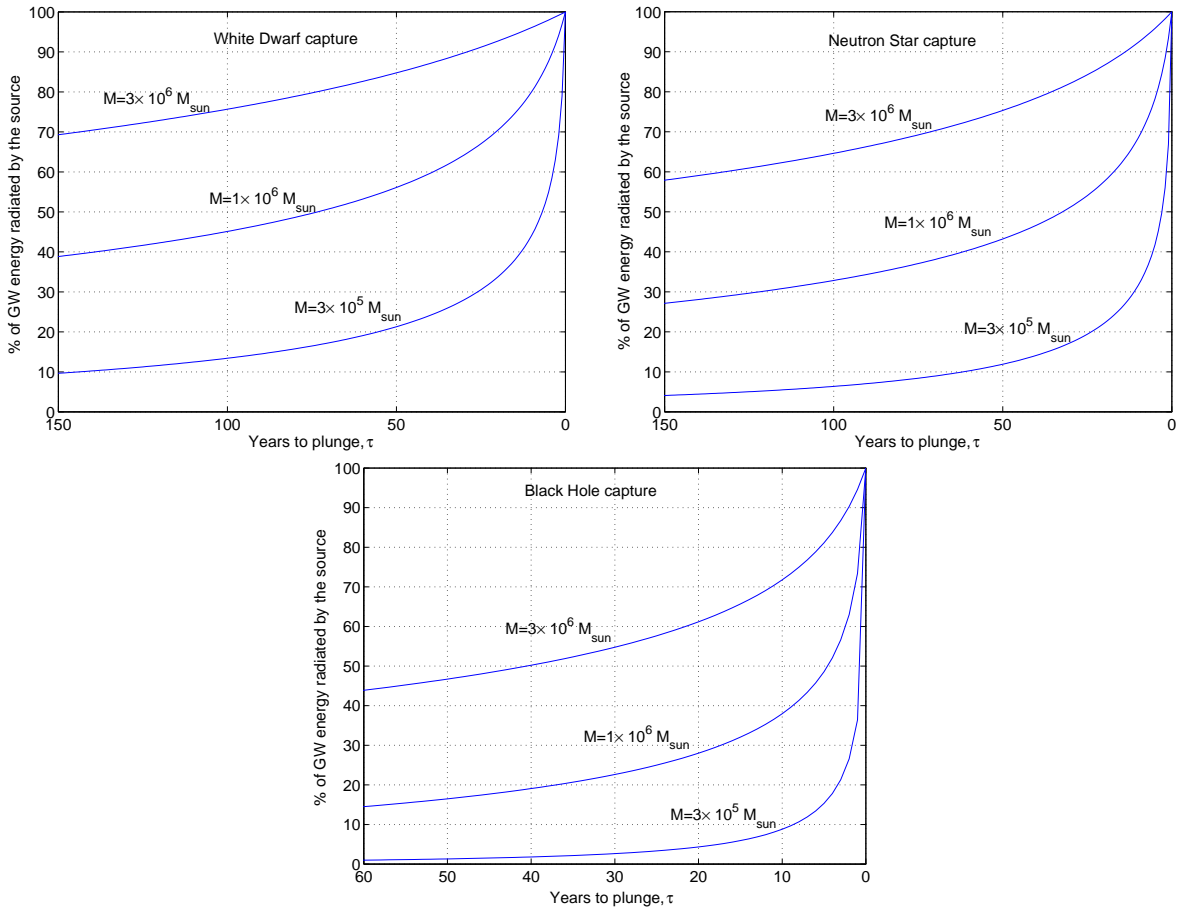 White Dwarf capture
M=3× 10^6 M_sun
M=1× 10^6 M_sun
M=3× 10^5 M_sun
% of GW energy radiated by the source
100
90
80
70
60
50
40
30
20
10
0
150 100 50 0
Years to plunge, τ
Neutron Star capture
M=3× 10^6 M_sun
M=1× 10^6 M_sun
M=3× 10^5 M_sun
% of GW energy radiated by the source
100
90
80
70
60
50
40
30
20
10
0
150 100 50 0
Years to plunge, τ
Black Hole capture
M=3× 10^6 M_sun
M=1× 10^6 M_sun
M=3× 10^5 M_sun
% of GW energy radiated by the source
100
90
80
70
60
50
40
30
20
10
0
60 50 40 30 20 10 0
Years to plunge, τ